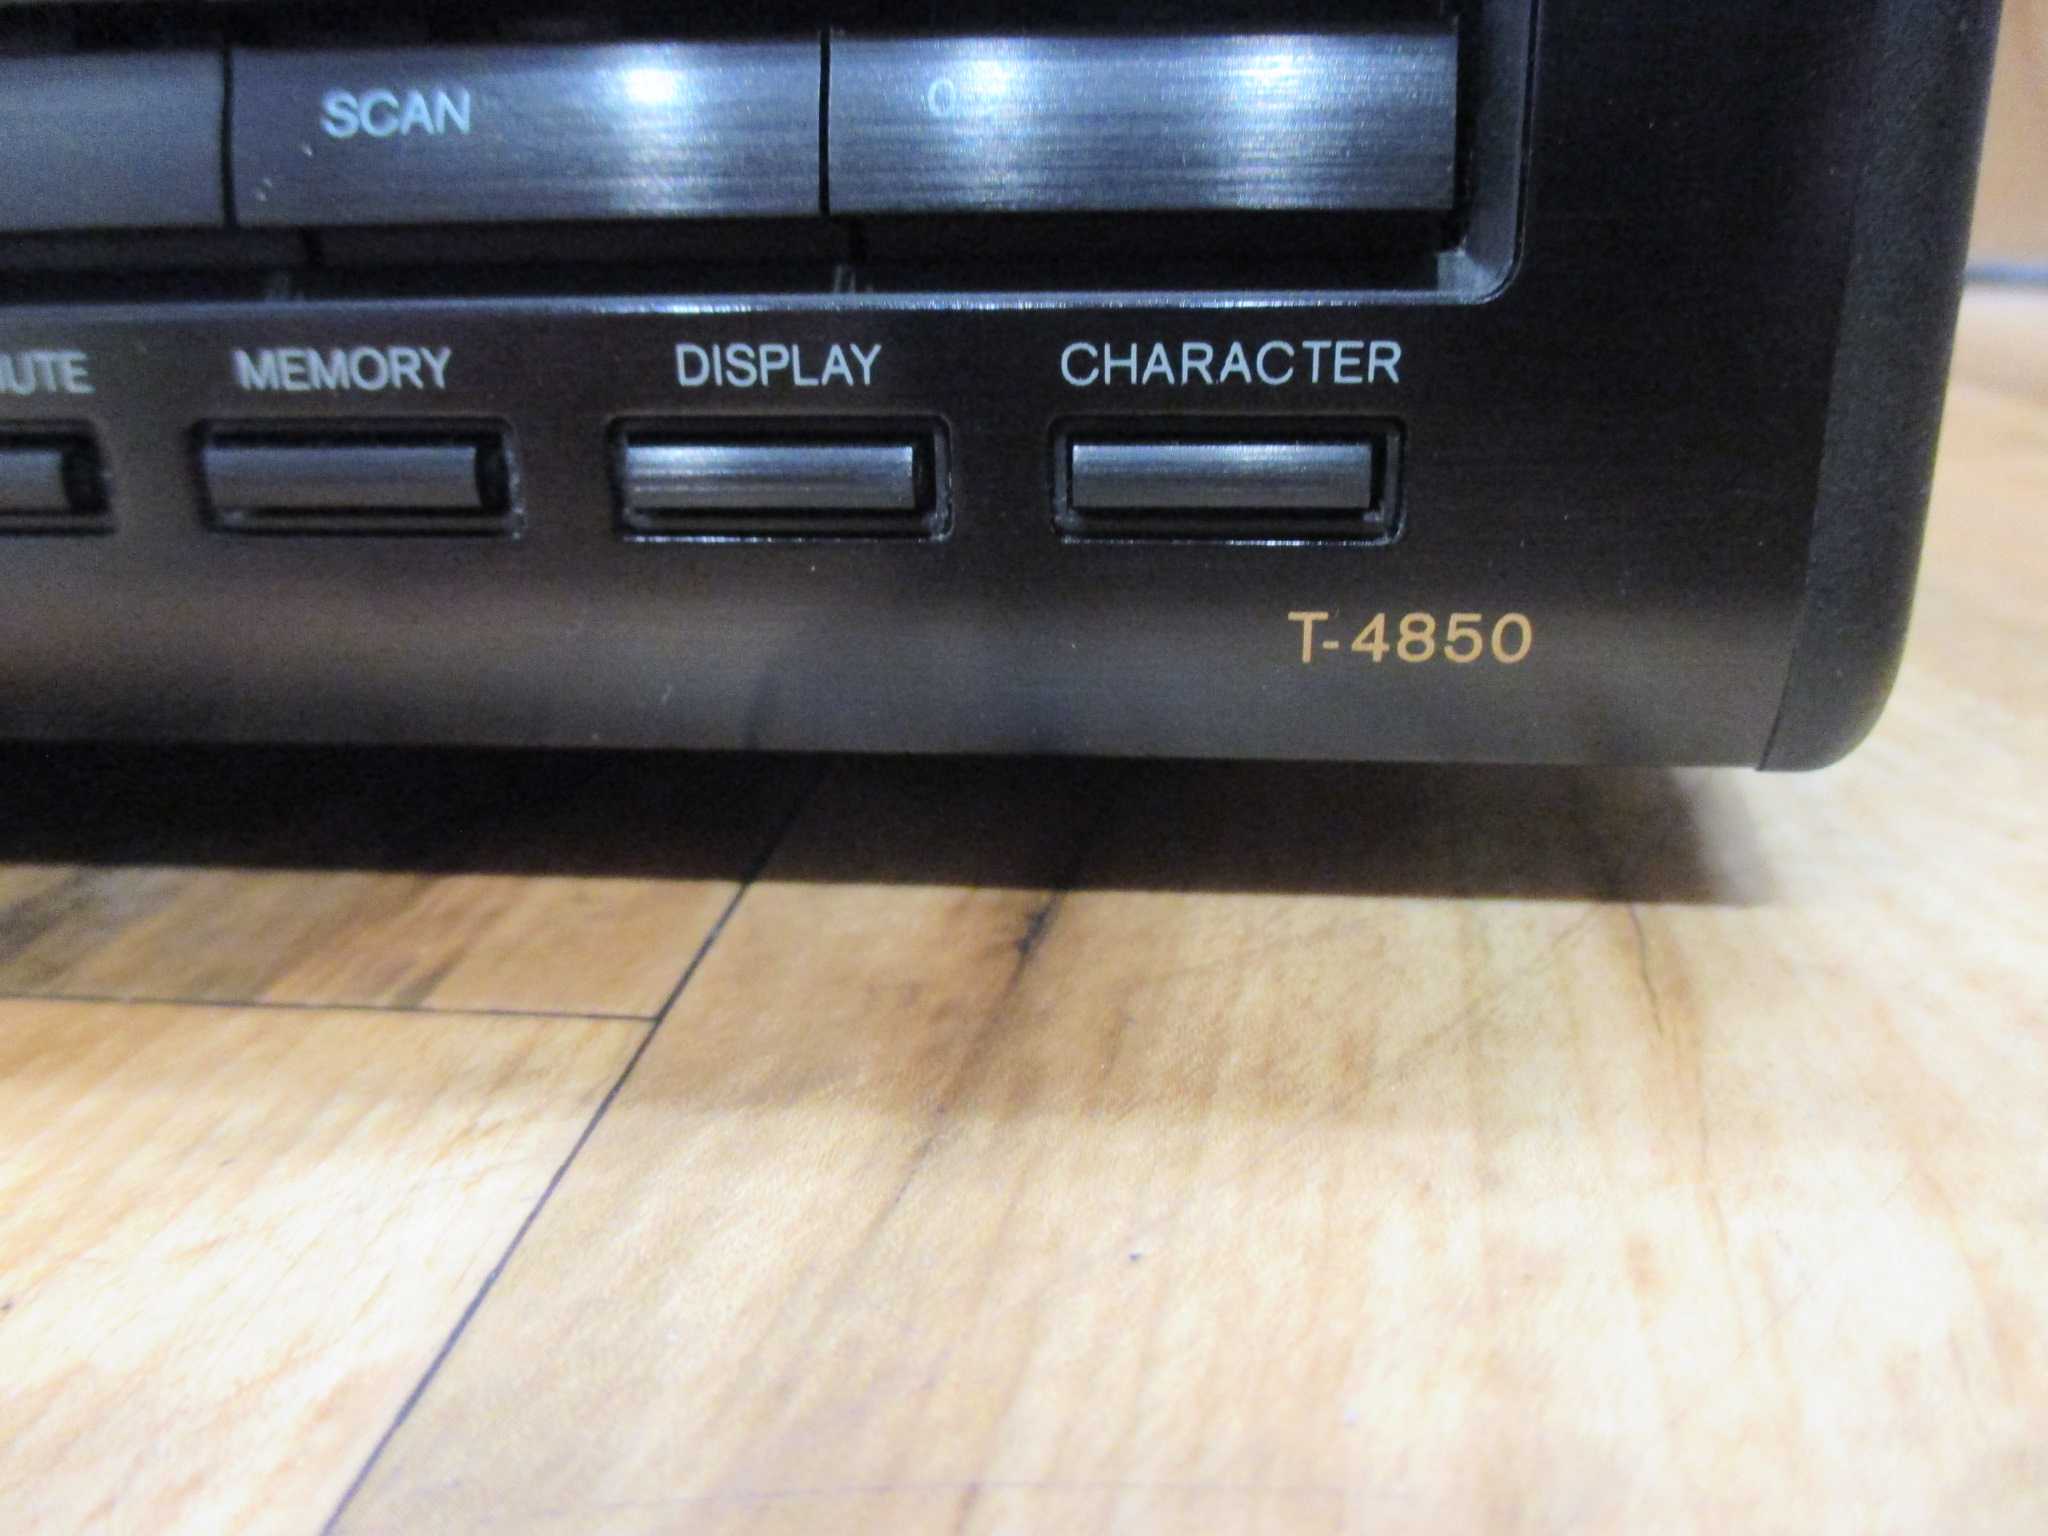 SCAN
MEMORY DISPLAY CHARACTER
T-4850